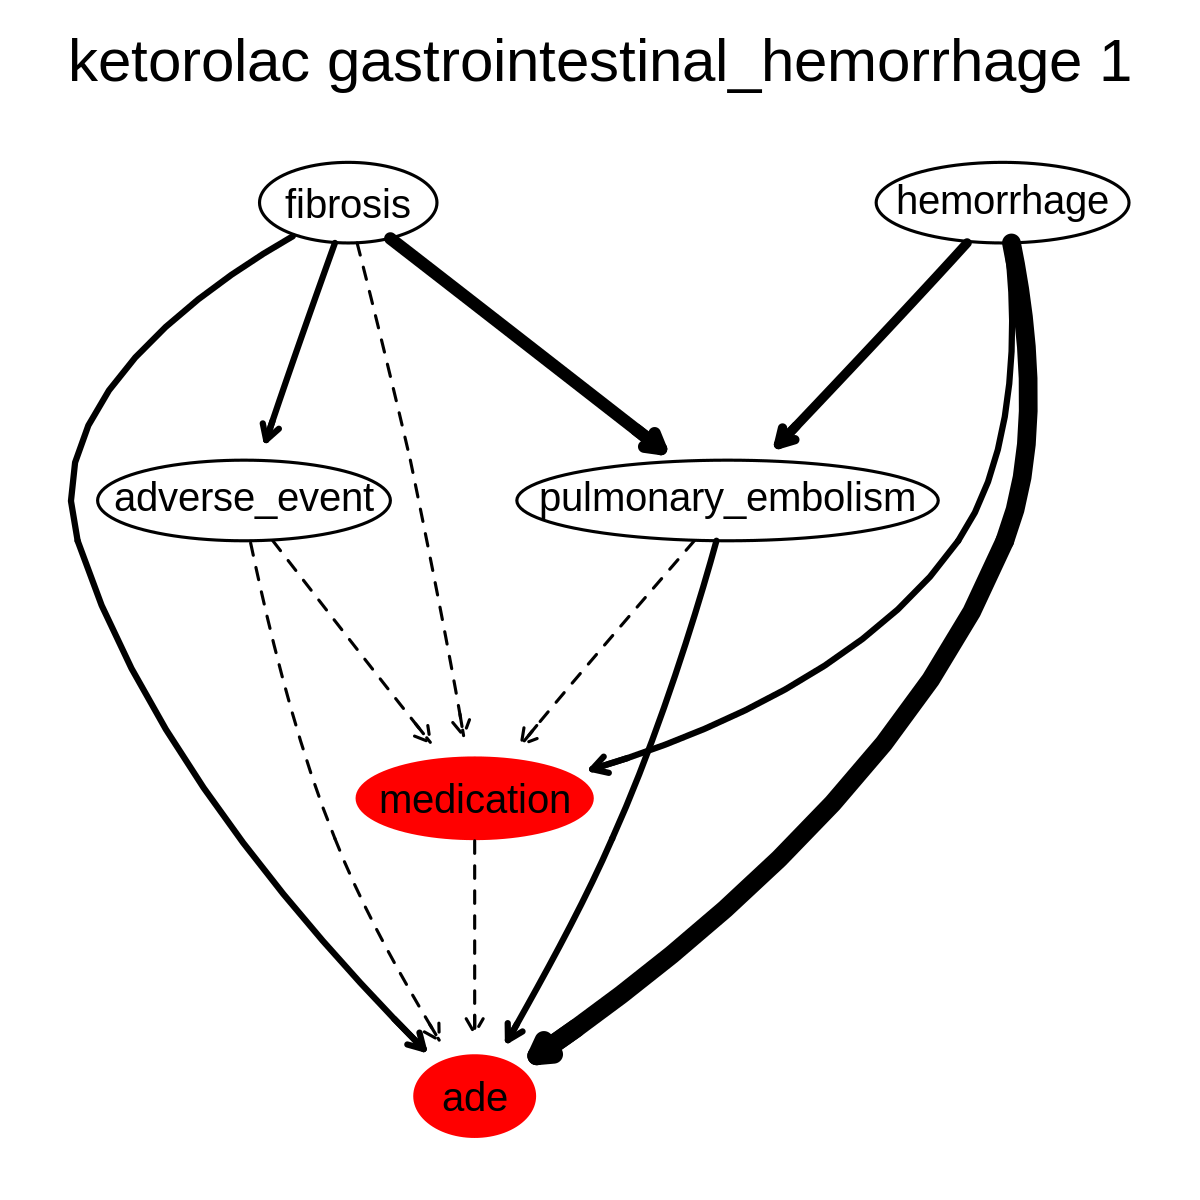 ketorolac gastrointestinal_hemorrhage 1
fibrosis
hemorrhage
adverse_event
pulmonary_embolism
medication
ade